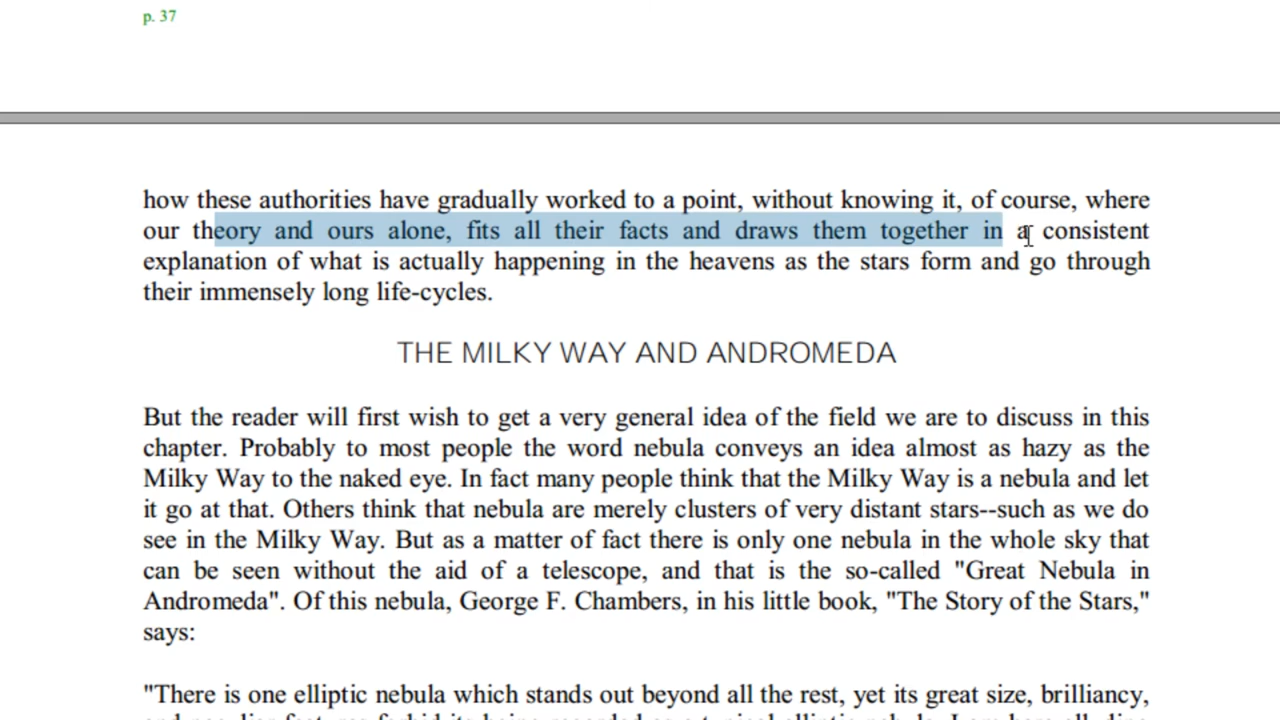 p. 37
how these authorities have gradually worked to a point, without knowing it, of course, where
our theory and ours alone, fits all their facts and draws them together in a consistent
explanation of what is actually happening in the heavens as the stars form and go through
their immensely long life-cycles.
THE MILKY WAY AND ANDROMEDA
But the reader will first wish to get a very general idea of the field we are to discuss in this
chapter. Probably to most people the word nebula conveys an idea almost as hazy as the
Milky Way to the naked eye. In fact many people think that the Milky Way is a nebula and let
it go at that. Others think that nebula are merely clusters of very distant stars--such as we do
see in the Milky Way. But as a matter of fact there is only one nebula in the whole sky that
can be seen without the aid of a telescope, and that is the so-called "Great Nebula in
Andromeda". Of this nebula, George F. Chambers, in his little book, "The Story of the Stars,"
says:
"There is one elliptic nebula which stands out beyond all the rest, yet its great size, brilliancy,